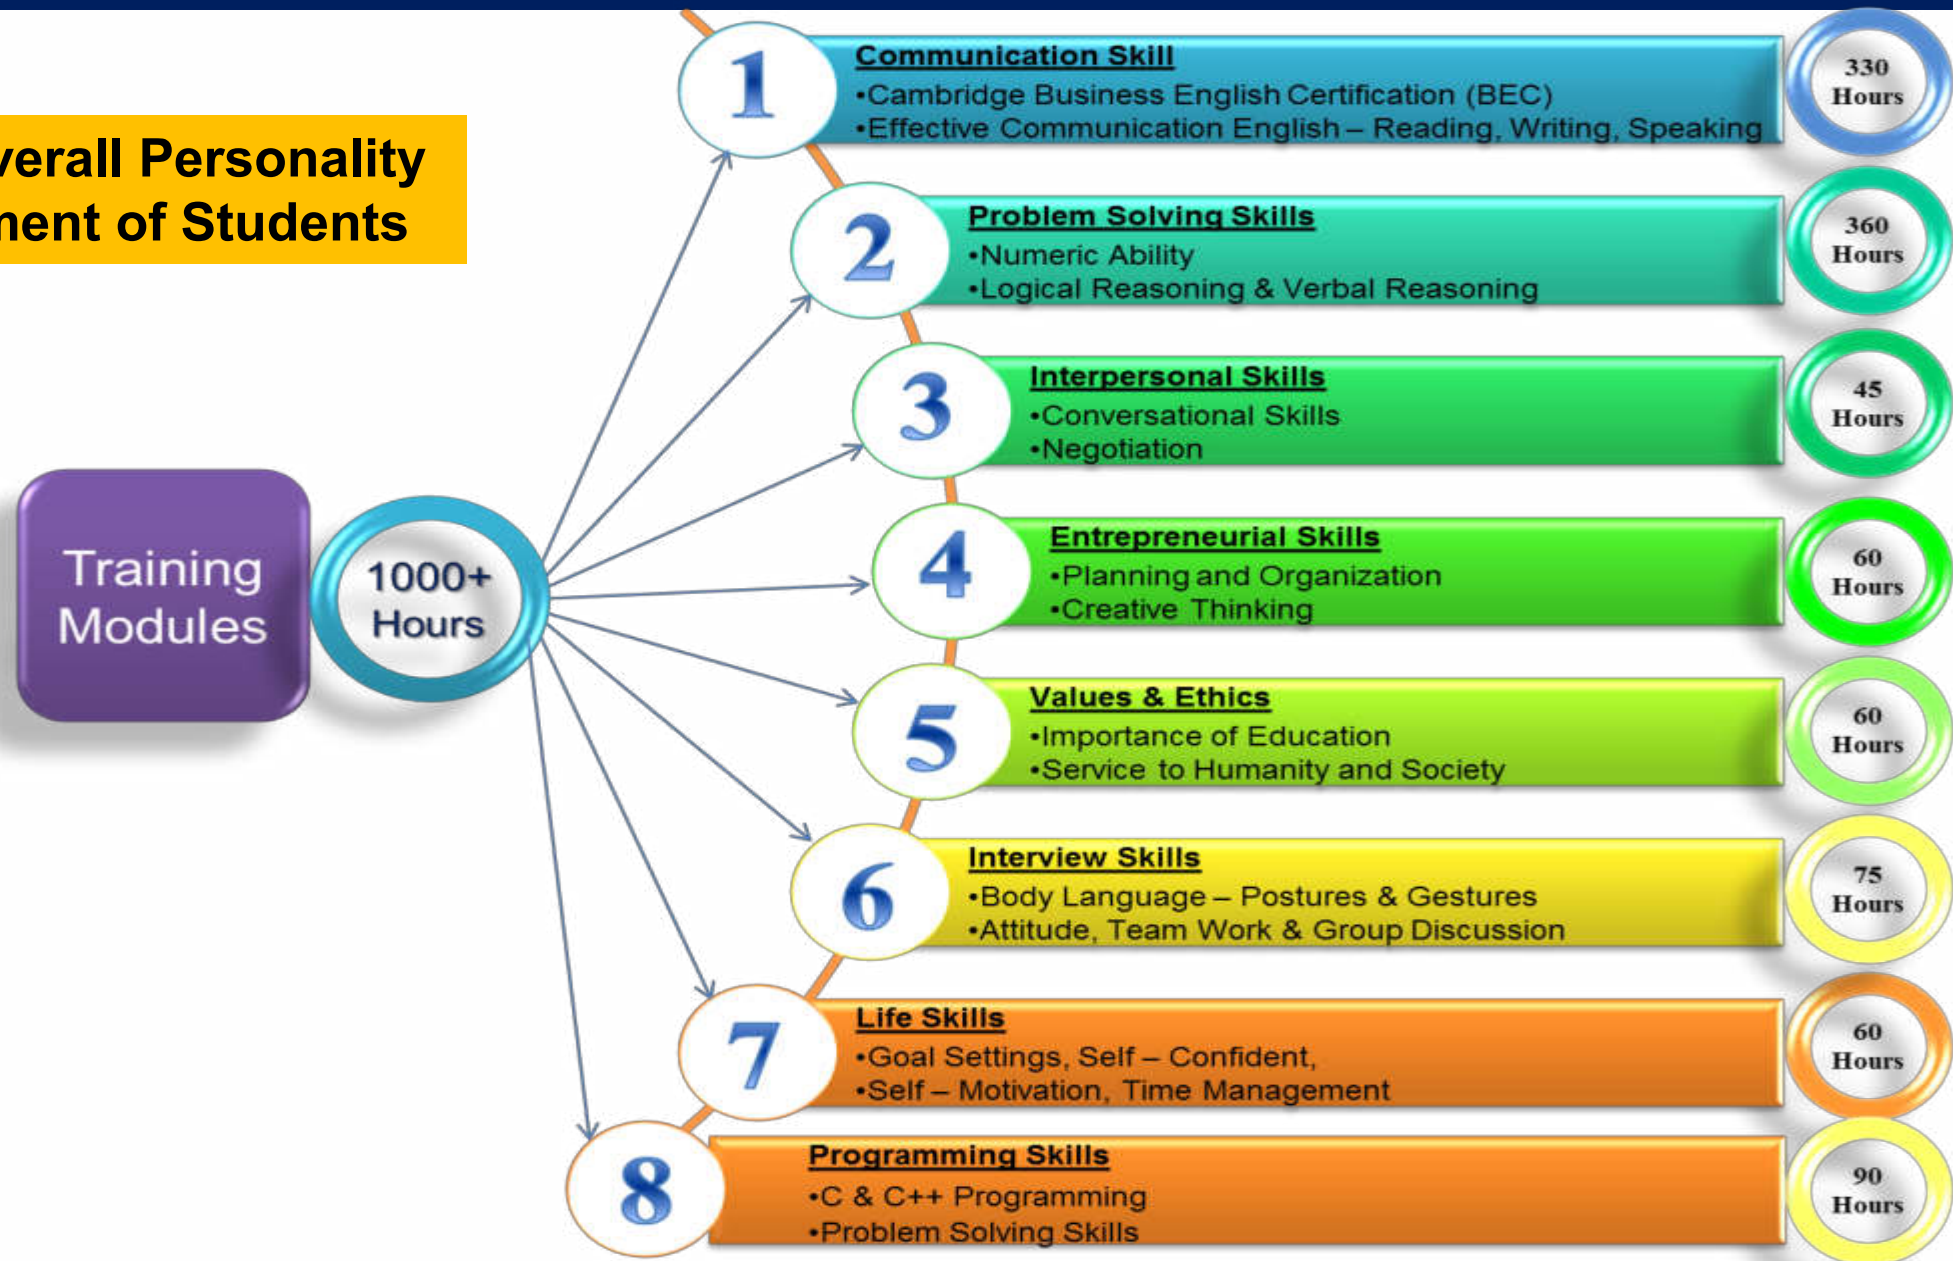 verall Personality
ment of Students
Training
Modules
1000+
Hours
1
Communication Skill
•Cambridge Business English Certification (BEC)
•Effective Communication English – Reading, Writing, Speaking
330
Hours
2
Problem Solving Skills
•Numeric Ability
•Logical Reasoning & Verbal Reasoning
360
Hours
3
Interpersonal Skills
•Conversational Skills
•Negotiation
45
Hours
4
Entrepreneurial Skills
•Planning and Organization
•Creative Thinking
60
Hours
5
Values & Ethics
•Importance of Education
•Service to Humanity and Society
60
Hours
6
Interview Skills
•Body Language – Postures & Gestures
•Attitude, Team Work & Group Discussion
75
Hours
7
Life Skills
•Goal Settings, Self – Confident,
•Self – Motivation, Time Management
60
Hours
8
Programming Skills
•C & C++ Programming
•Problem Solving Skills
90
Hours